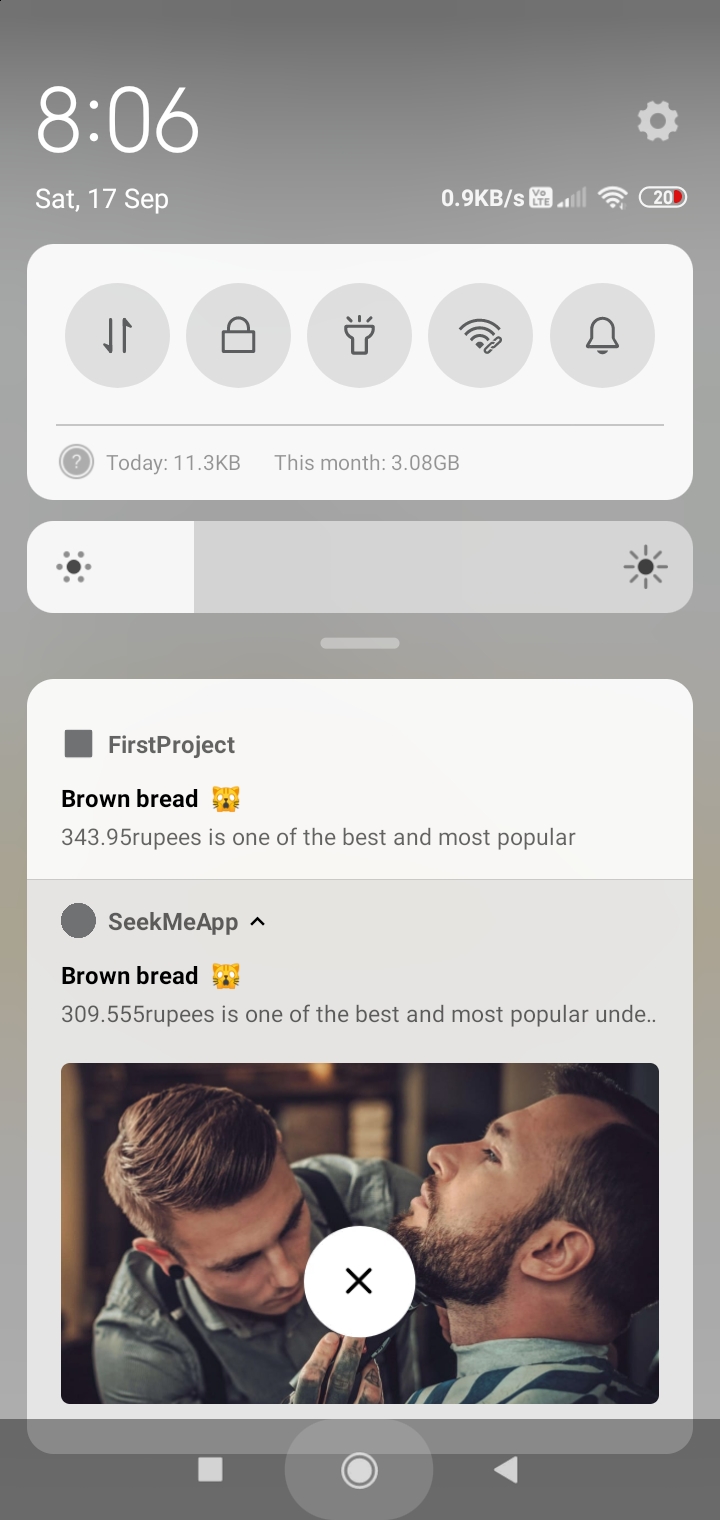 8:06
Sat, 17 Sep
0.9KB/s Vo LTE 20
? Today: 11.3KB This month: 3.08GB
FirstProject
Brown bread 🙀
343.95rupees is one of the best and most popular
SeekMeApp
Brown bread 🙀
309.555rupees is one of the best and most popular unde..